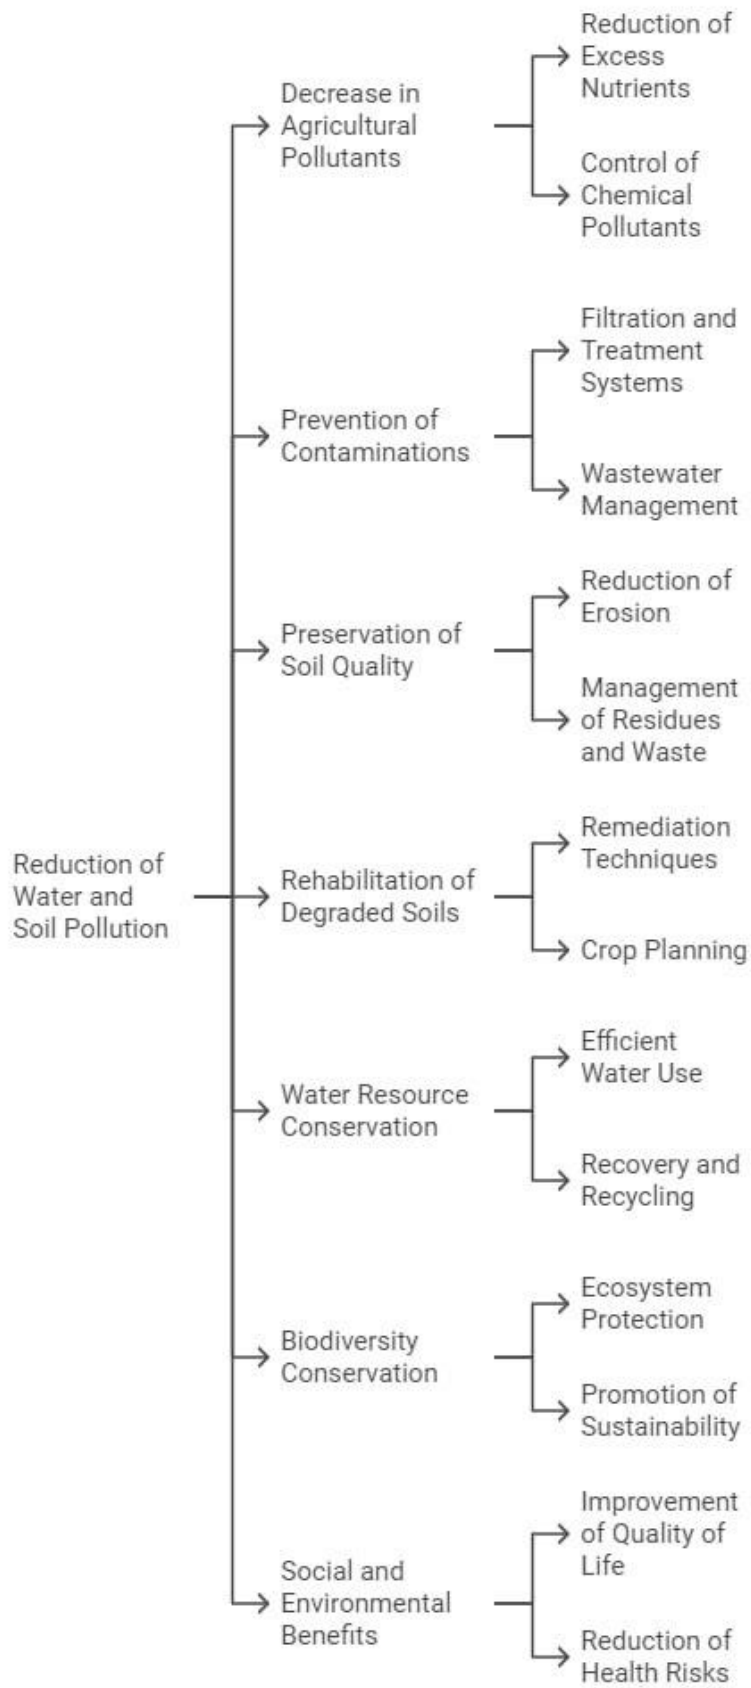 Reduction of
Water and
Soil Pollution
Decrease in
Agricultural
Pollutants
Reduction of
Excess
Nutrients
Control of
Chemical
Pollutants
Prevention of
Contaminations
Filtration and
Treatment
Systems
Wastewater
Management
Preservation of
Soil Quality
Reduction of
Erosion
Management
of Residues
and Waste
Rehabilitation of
Degraded Soils
Remediation
Techniques
Crop Planning
Water Resource
Conservation
Efficient
Water Use
Recovery and
Recycling
Biodiversity
Conservation
Ecosystem
Protection
Promotion of
Sustainability
Social and
Environmental
Benefits
Improvement
of Quality of
Life
Reduction of
Health Risks